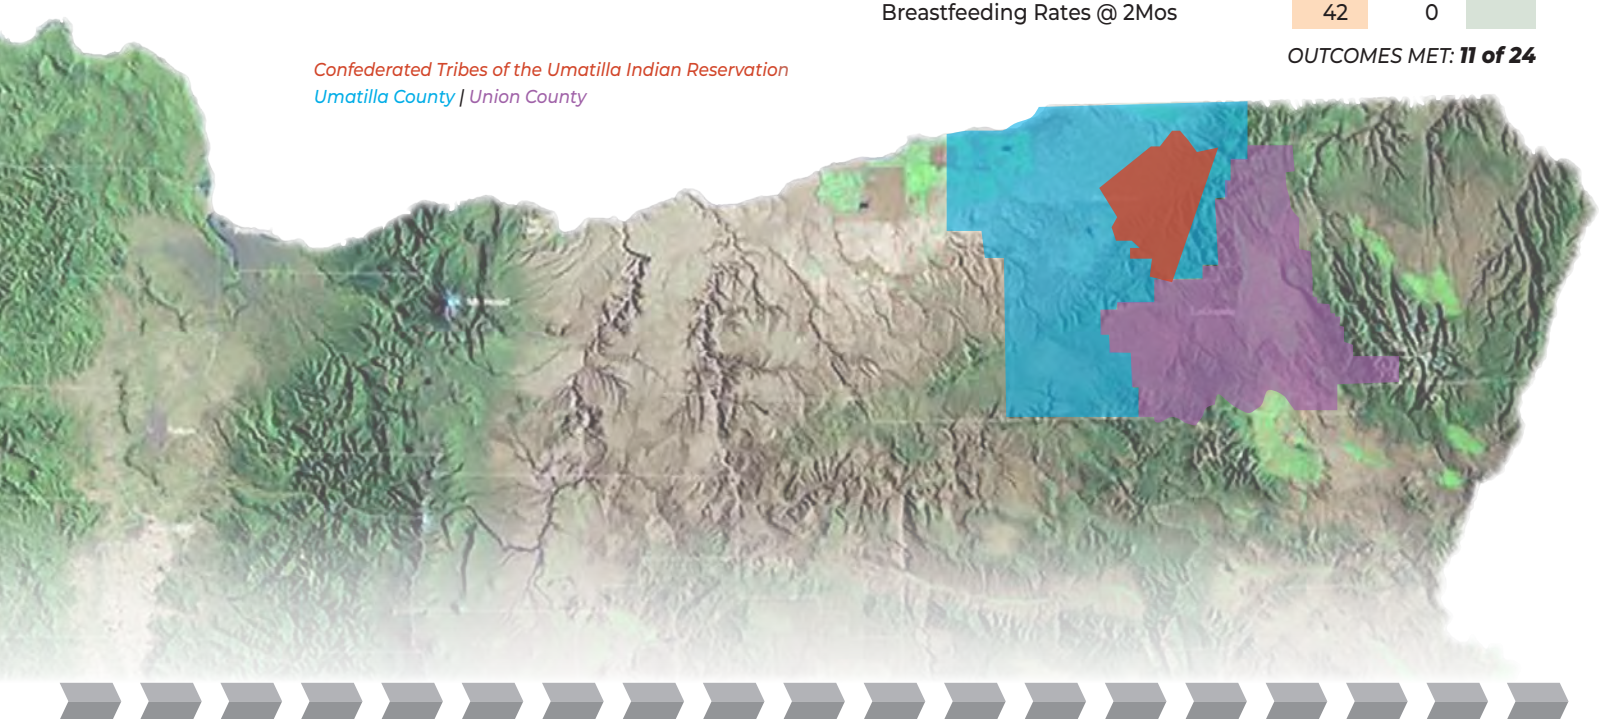 Breastfeeding Rates @ 2Mos 42 0
OUTCOMES MET: 11 of 24
Confederated Tribes of the Umatilla Indian Reservation
Umatilla County | Union County